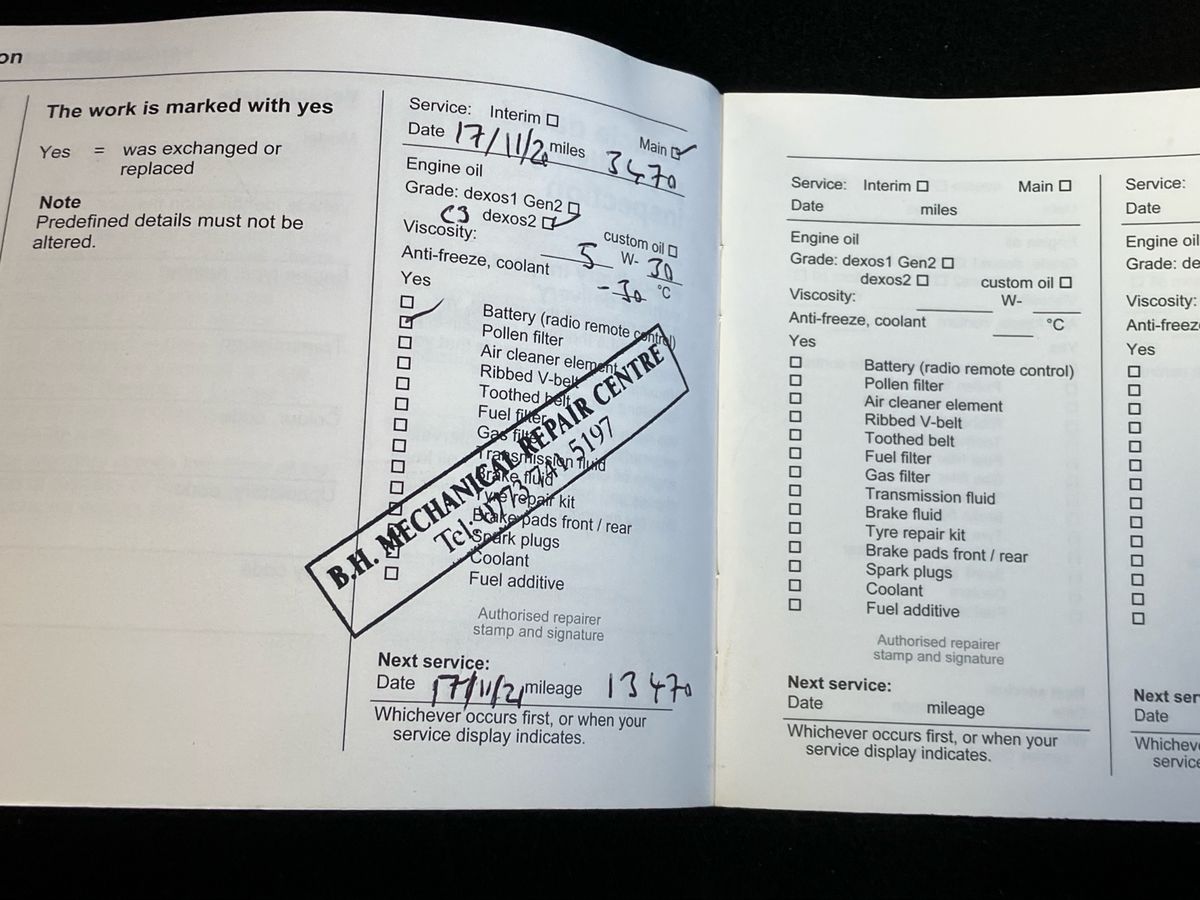 on
The work is marked with yes
Yes = was exchanged or
replaced
Note
Predefined details must not be
altered.
Service: Interim ☐
Main ☑
Date 17/11/20 miles 3470
Engine oil
Grade: dexos1 Gen2 ☐
C3 dexos2 ☑
custom oil ☐
Viscosity: 5 W- 30
Anti-freeze, coolant -30 °C
Yes
☐ Battery (radio remote control)
☑ Pollen filter
☐ Air cleaner element
☐ Ribbed V-belt
☐ Toothed belt
☐ Fuel filter
☐ Gas filter
☐ Transmission fluid
☐ Brake fluid
☐ Tyre repair kit
☐ Brake pads front / rear
☐ Spark plugs
☐ Coolant
☐ Fuel additive
B.H. MECHANICAL REPAIR CENTRE
Tel: 5197
Authorised repairer
stamp and signature
Next service:
Date 17/11/21 mileage 13470
Whichever occurs first, or when your
service display indicates.
Service: Interim ☐ Main ☐
Date miles
Engine oil
Grade: dexos1 Gen2 ☐
dexos2 ☐ custom oil ☐
Viscosity: W-
Anti-freeze, coolant °C
Yes
☐ Battery (radio remote control)
☐ Pollen filter
☐ Air cleaner element
☐ Ribbed V-belt
☐ Toothed belt
☐ Fuel filter
☐ Gas filter
☐ Transmission fluid
☐ Brake fluid
☐ Tyre repair kit
☐ Brake pads front / rear
☐ Spark plugs
☐ Coolant
☐ Fuel additive
Authorised repairer
stamp and signature
Next service:
Date mileage
Whichever occurs first, or when your
service display indicates.
Service:
Date
Engine oil
Grade: de
Viscosity:
Anti-freeze
Yes
Next ser
Date
Whicheve
service